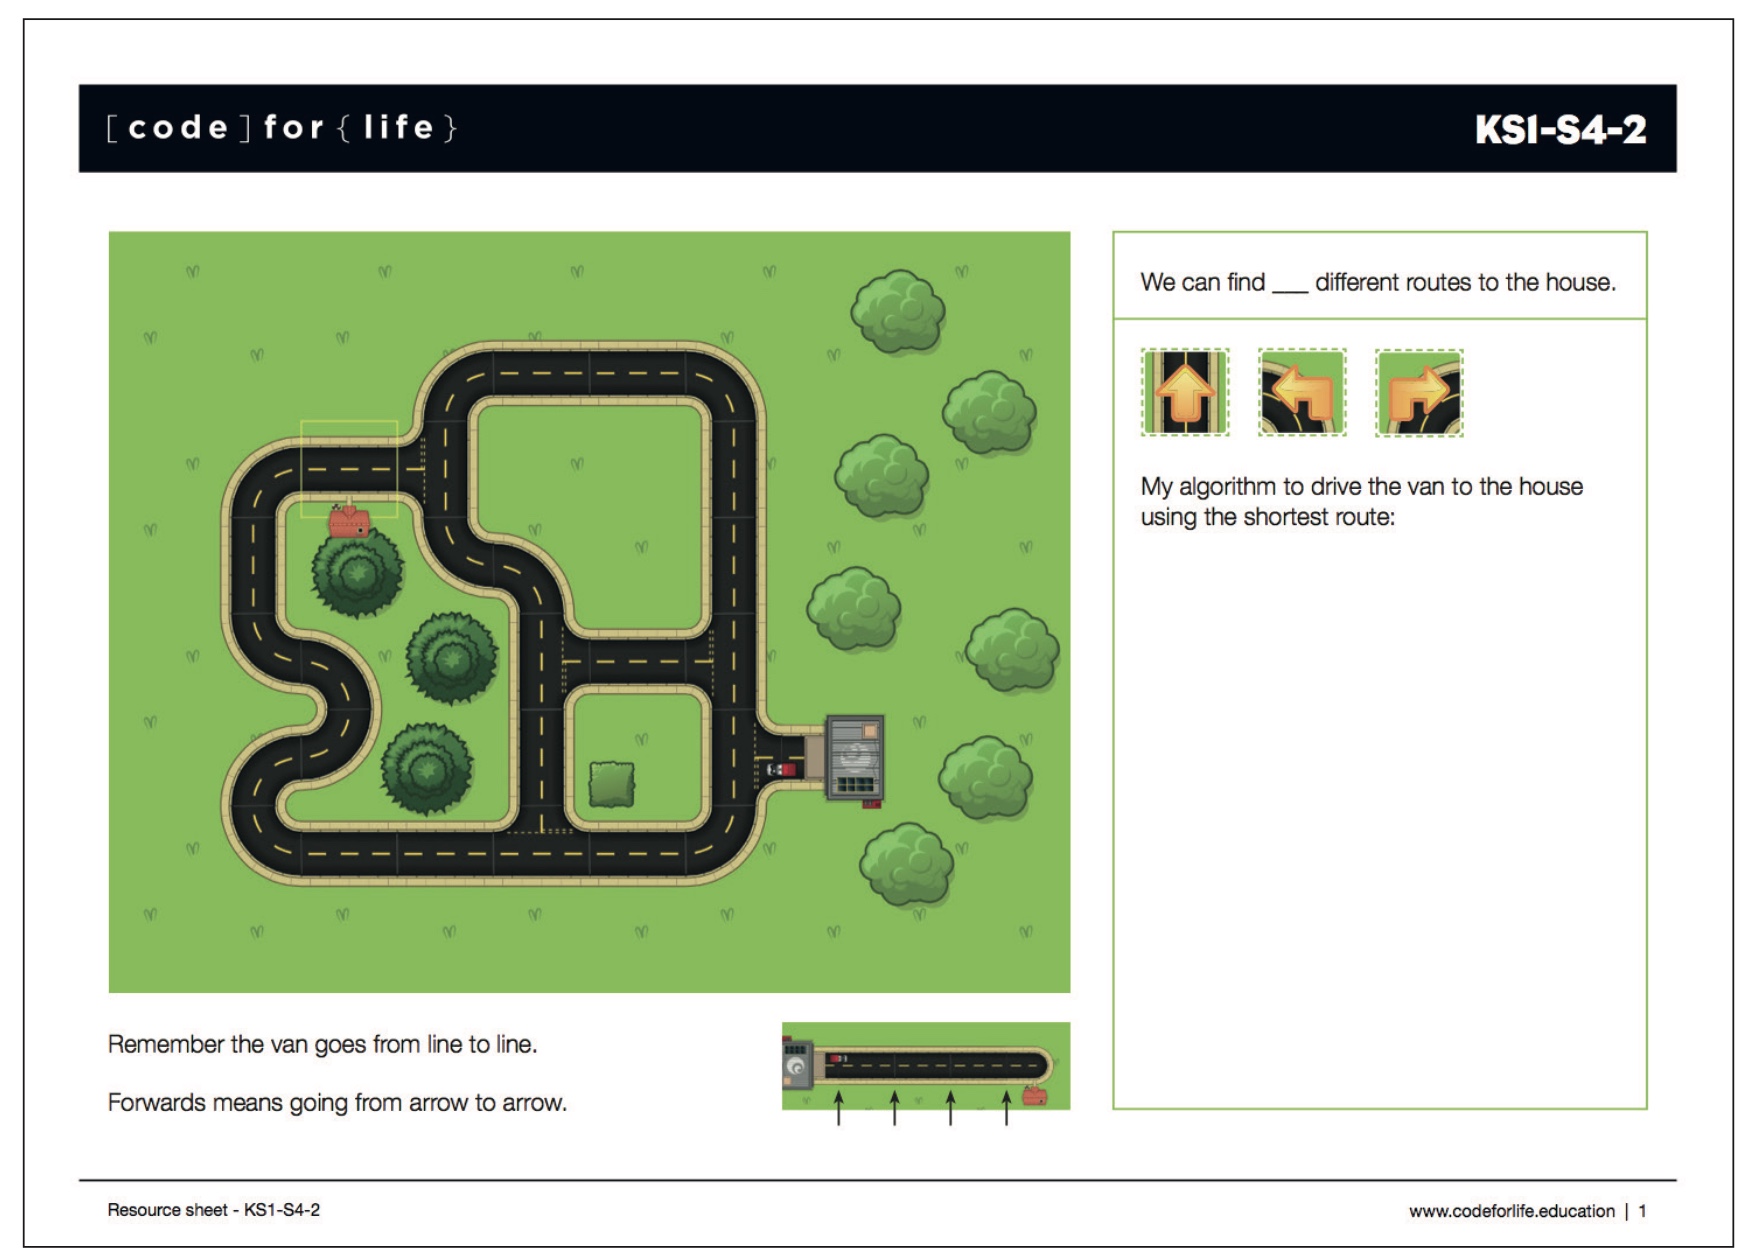 [code]for{life}
KS1-S4-2
We can find ___ different routes to the house.
My algorithm to drive the van to the house
using the shortest route:
Remember the van goes from line to line.
Forwards means going from arrow to arrow.
Resource sheet - KS1-S4-2
www.codeforlife.education | 1